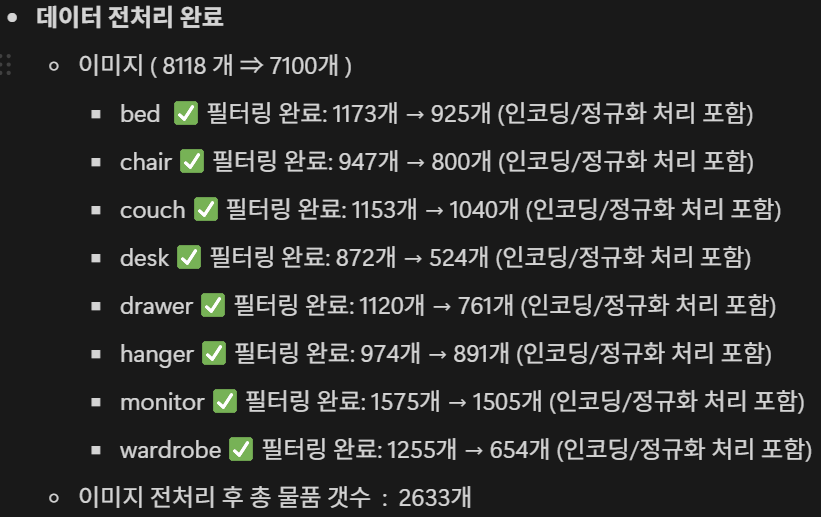 데이터 전처리 완료
이미지 ( 8118 개 ⇒ 7100개 )
bed ✅ 필터링 완료: 1173개 → 925개 (인코딩/정규화 처리 포함)
chair ✅ 필터링 완료: 947개 → 800개 (인코딩/정규화 처리 포함)
couch ✅ 필터링 완료: 1153개 → 1040개 (인코딩/정규화 처리 포함)
desk ✅ 필터링 완료: 872개 → 524개 (인코딩/정규화 처리 포함)
drawer ✅ 필터링 완료: 1120개 → 761개 (인코딩/정규화 처리 포함)
hanger ✅ 필터링 완료: 974개 → 891개 (인코딩/정규화 처리 포함)
monitor ✅ 필터링 완료: 1575개 → 1505개 (인코딩/정규화 처리 포함)
wardrobe ✅ 필터링 완료: 1255개 → 654개 (인코딩/정규화 처리 포함)
이미지 전처리 후 총 물품 갯수 : 2633개